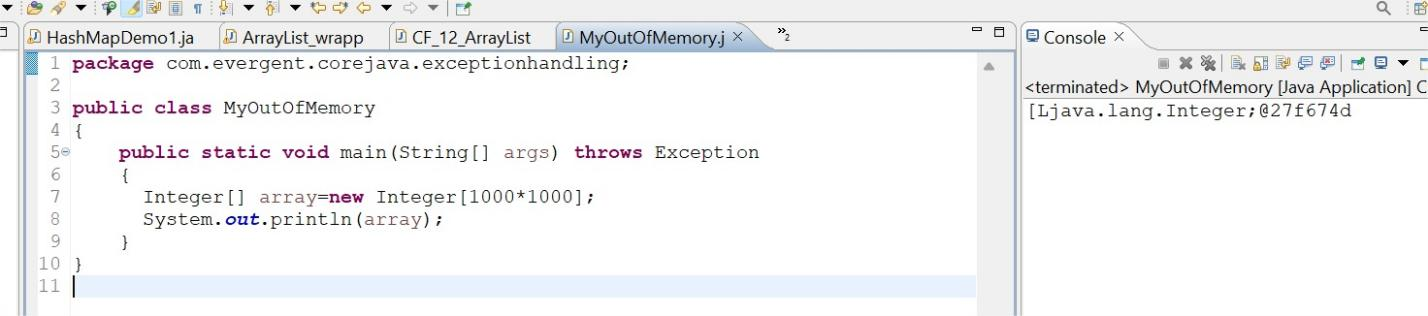 HashMapDemo1.ja
ArrayList_wrapp
CF_12_ArrayList
MyOutOfMemory.j
»2
1 package com.evergent.corejava.exceptionhandling;
2
3 public class MyOutOfMemory
4 {
5 public static void main(String[] args) throws Exception
6 {
7 Integer[] array=new Integer[1000*1000];
8 System.out.println(array);
9 }
10 }
11
Console
<terminated> MyOutOfMemory [Java Application] C
[Ljava.lang.Integer;@27f674d